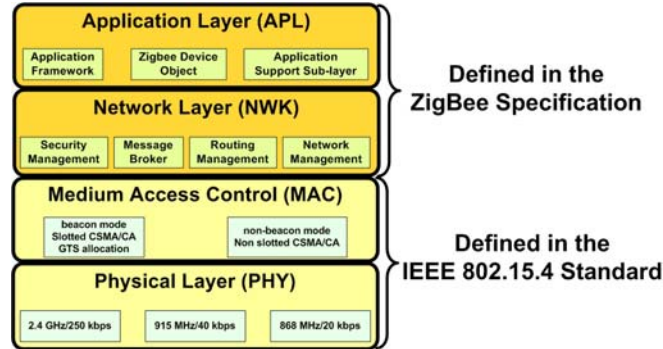 Application Layer (APL)
Application
Framework
Zigbee Device
Object
Application
Support Sub-layer
Network Layer (NWK)
Security
Management
Message
Broker
Routing
Management
Network
Management
Defined in the
ZigBee Specification
Medium Access Control (MAC)
beacon mode
Slotted CSMA/CA
GTS allocation
non-beacon mode
Non slotted CSMA/CA
Physical Layer (PHY)
2.4 GHz/250 kbps
915 MHz/40 kbps
868 MHz/20 kbps
Defined in the
IEEE 802.15.4 Standard